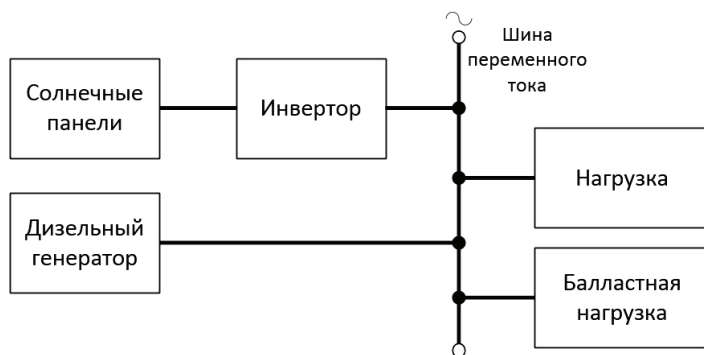 Шина
переменного
тока
Солнечные
панели
Инвертор
Нагрузка
Дизельный
генератор
Балластная
нагрузка